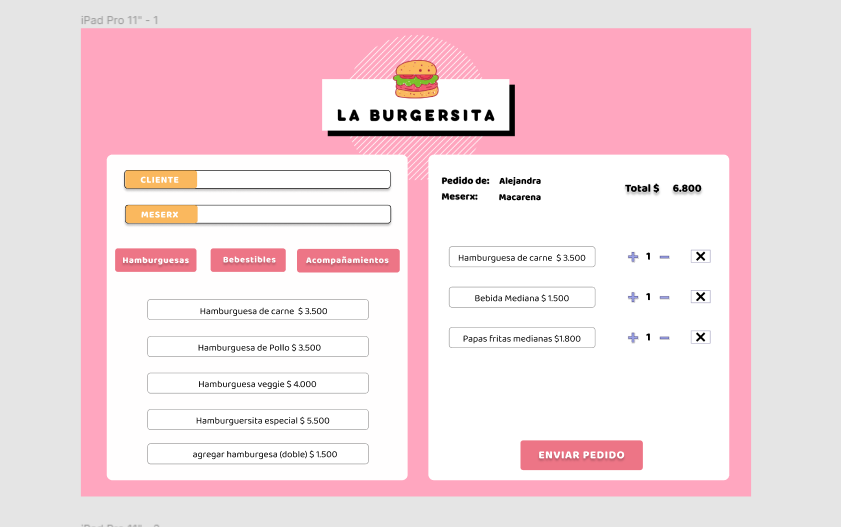 iPad Pro 11" - 1
LA BURGERSITA
CLIENTE
MESERX
Hamburguesas
Bebestibles
Acompañamientos
Hamburguesa de carne $ 3.500
Hamburguesa de Pollo $ 3.500
Hamburguesa veggie $ 4.000
Hamburguersita especial $ 5.500
agregar hamburgesa (doble) $ 1.500
Pedido de: Alejandra
Meserx: Macarena
Total $ 6.800
Hamburguesa de carne $ 3.500
1
Bebida Mediana $ 1.500
1
Papas fritas medianas $1.800
1
ENVIAR PEDIDO